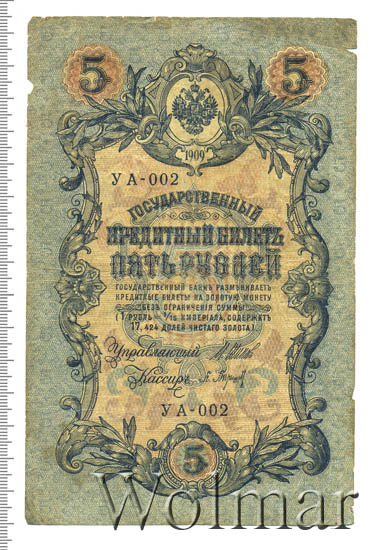 5 5
1909
УА-002
ГОСУДАРСТВЕННЫЙ
КРЕДИТНЫЙ БИЛЕТЪ
ПЯТЬ РУБЛЕЙ
ГОСУДАРСТВЕННЫЙ БАНКЪ РАЗМѢНИВАЕТЪ
КРЕДИТНЫЕ БИЛЕТЫ НА ЗОЛОТУЮ МОНЕТУ
БЕЗЪ ОГРАНИЧЕНІЯ СУММЫ
(1 РУБЛЬ = 1/15 ИМПЕРІАЛА, СОДЕРЖИТЪ
17,424 ДОЛЕЙ ЧИСТАГО ЗОЛОТА).
Управляющій
Кассиръ
УА-002
5
Wolmar